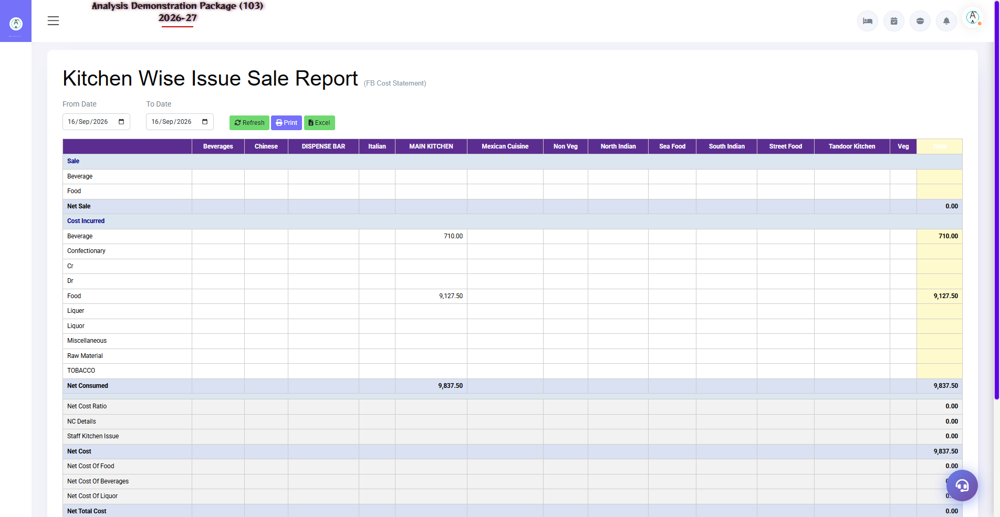 Analysis Demonstration Package (103)
2026-27
Kitchen Wise Issue Sale Report (FB Cost Statement)
From Date To Date
16/Sep/2026 16/Sep/2026 Refresh Print Excel
Beverages Chinese DISPENSE BAR Italian MAIN KITCHEN Mexican Cuisine Non Veg North Indian Sea Food South Indian Street Food Tandoor Kitchen Veg Total
Sale
Beverage
Food
Net Sale 0.00
Cost Incurred
Beverage 710.00 710.00
Confectionary
Cr
Dr
Food 9,127.50 9,127.50
Liquer
Liquor
Miscellaneous
Raw Material
TOBACCO
Net Consumed 9,837.50 9,837.50
Net Cost Ratio 0.00
NC Details 0.00
Staff Kitchen Issue 0.00
Net Cost 9,837.50
Net Cost Of Food 0.00
Net Cost Of Beverages
Net Cost Of Liquor
Net Total Cost 0.00